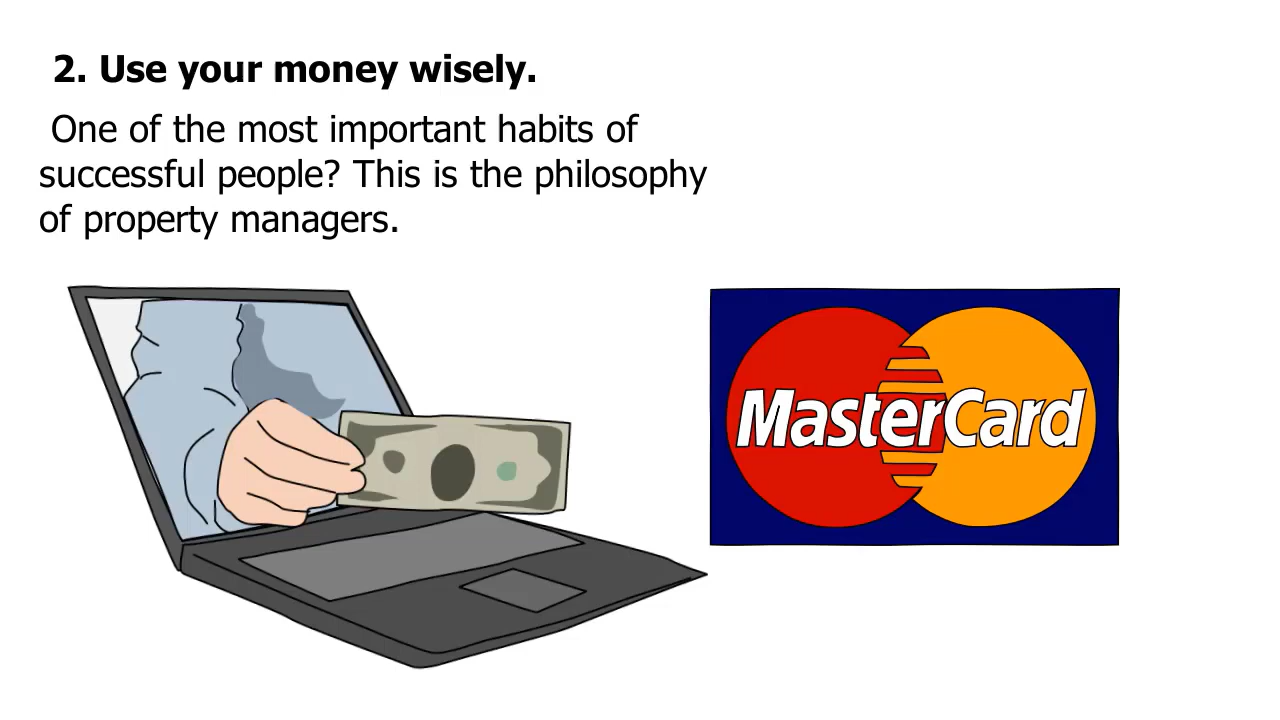 2. Use your money wisely.
One of the most important habits of
successful people? This is the philosophy
of property managers.
MasterCard